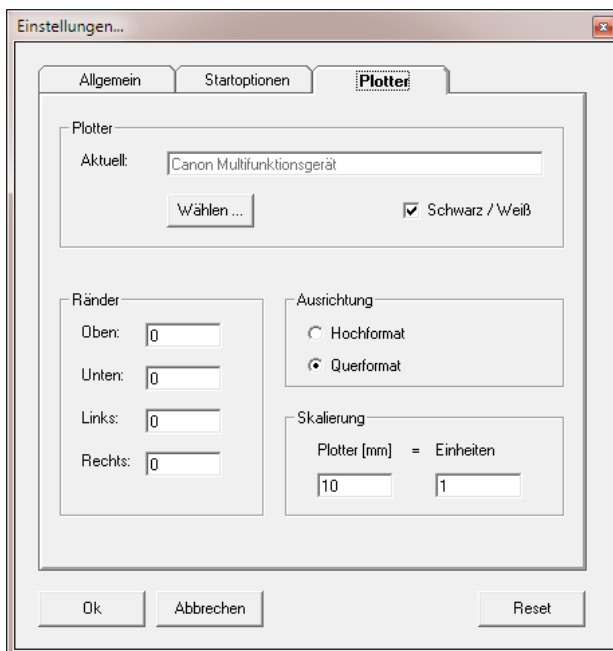 Einstellungen...
Allgemein Startoptionen Plotter
Plotter
Aktuell: Canon Multifunktionsgerät
Wählen ... Schwarz / Weiß
Ränder
Oben: 0
Unten: 0
Links: 0
Rechts: 0
Ausrichtung
Hochformat
Querformat
Skalierung
Plotter [mm] = Einheiten
10 1
Ok Abbrechen Reset